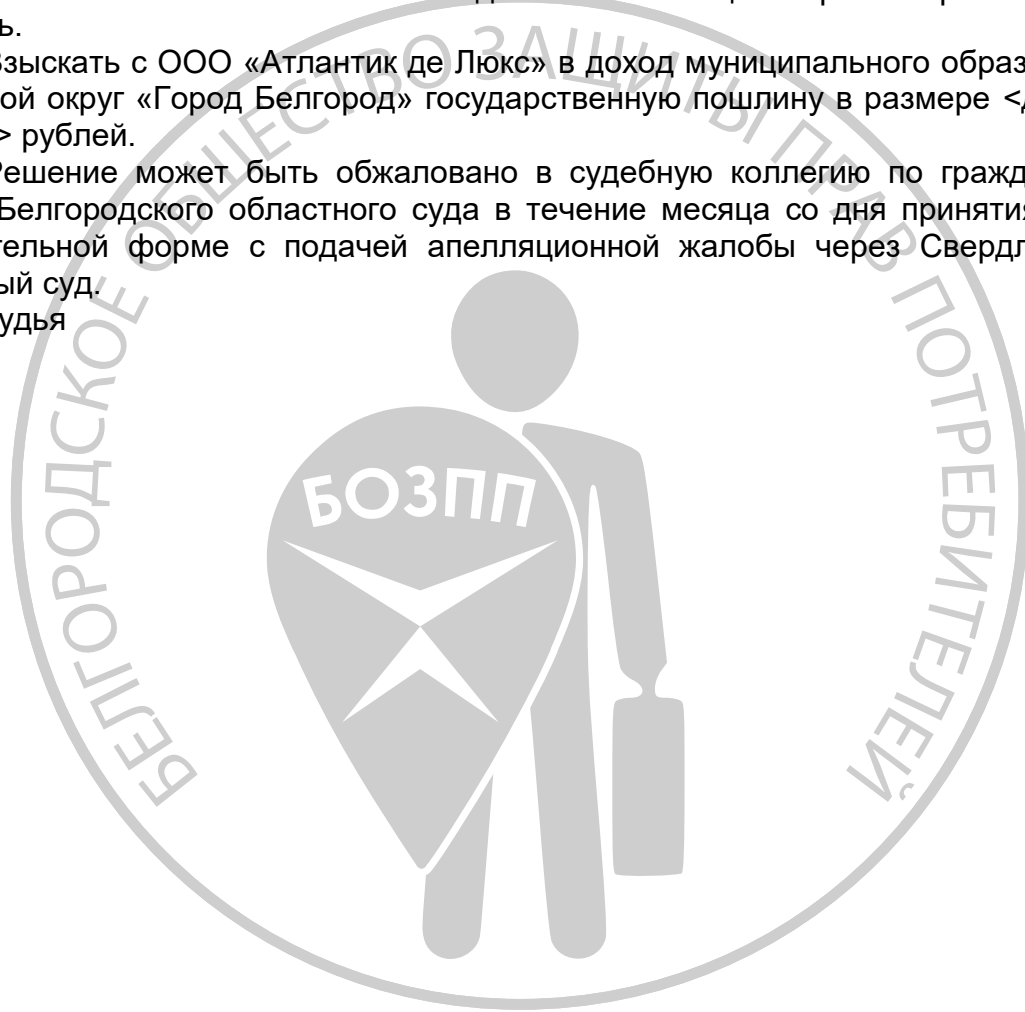 ь.
Взыскать с ООО «Атлантик де Люкс» в доход муниципального образ
ой округ «Город Белгород» государственную пошлину в размере <
> рублей.
Решение может быть обжаловано в судебную коллегию по гражд
Белгородского областного суда в течение месяца со дня принятия
тельной форме с подачей апелляционной жалобы через Свердл
ый суд.
удья
БЕЛГОРОДСКОЕ ОБЩЕСТВО ЗАЩИТЫ ПРАВ ПОТРЕБИТЕЛЕЙ
БОЗПП